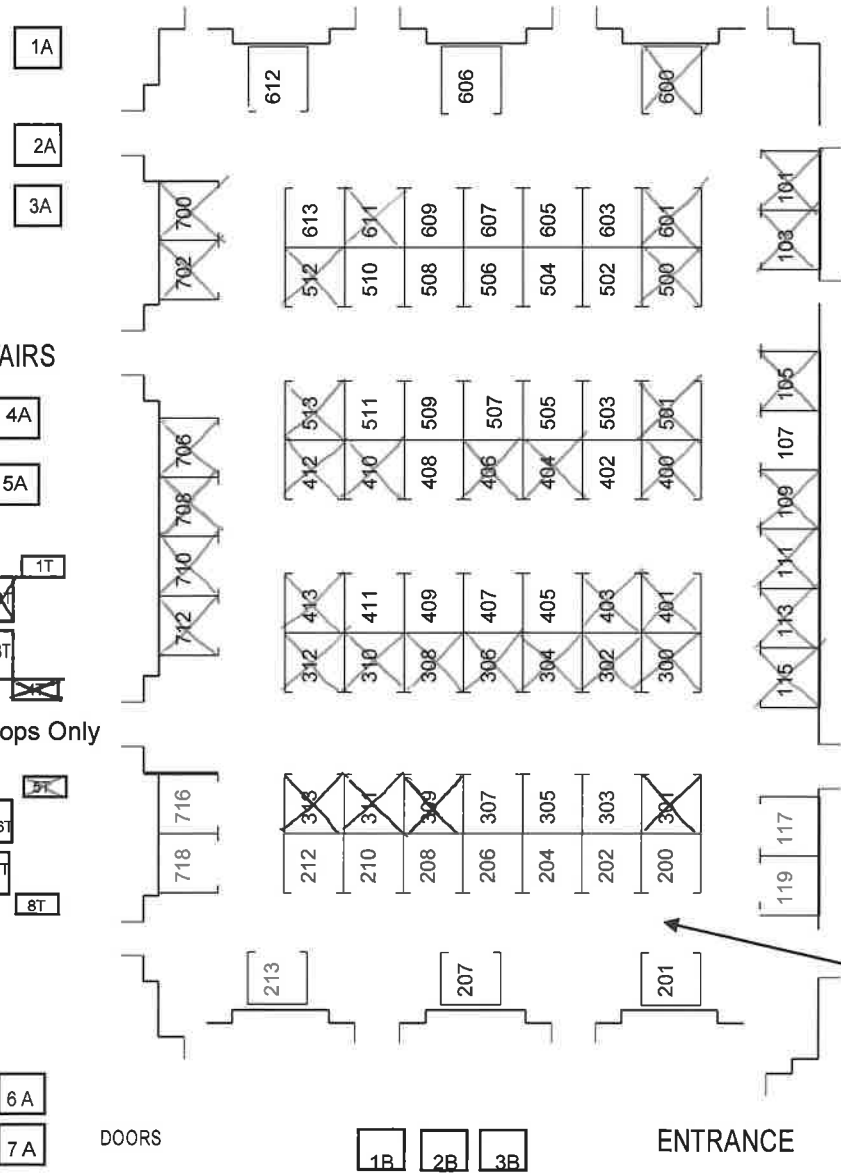 1A
612 606 600
2A
3A
700 613 611 609 607 605 603 601 101
702 512 510 508 506 504 502 500 103
AIRS
4A
5A
513 511 509 507 505 503 501 105
706 412 410 408 406 404 402 400 107
708 109
710 111
1T
413 411 409 407 405 403 401 113
712 312 310 308 306 304 302 300 115
4T
ops Only
5T
716 313 311 309 307 305 303 301 117
718 212 210 208 206 204 202 200 119
8T
213 207 201
6 A
7 A
DOORS
1B 2B 3B
ENTRANCE